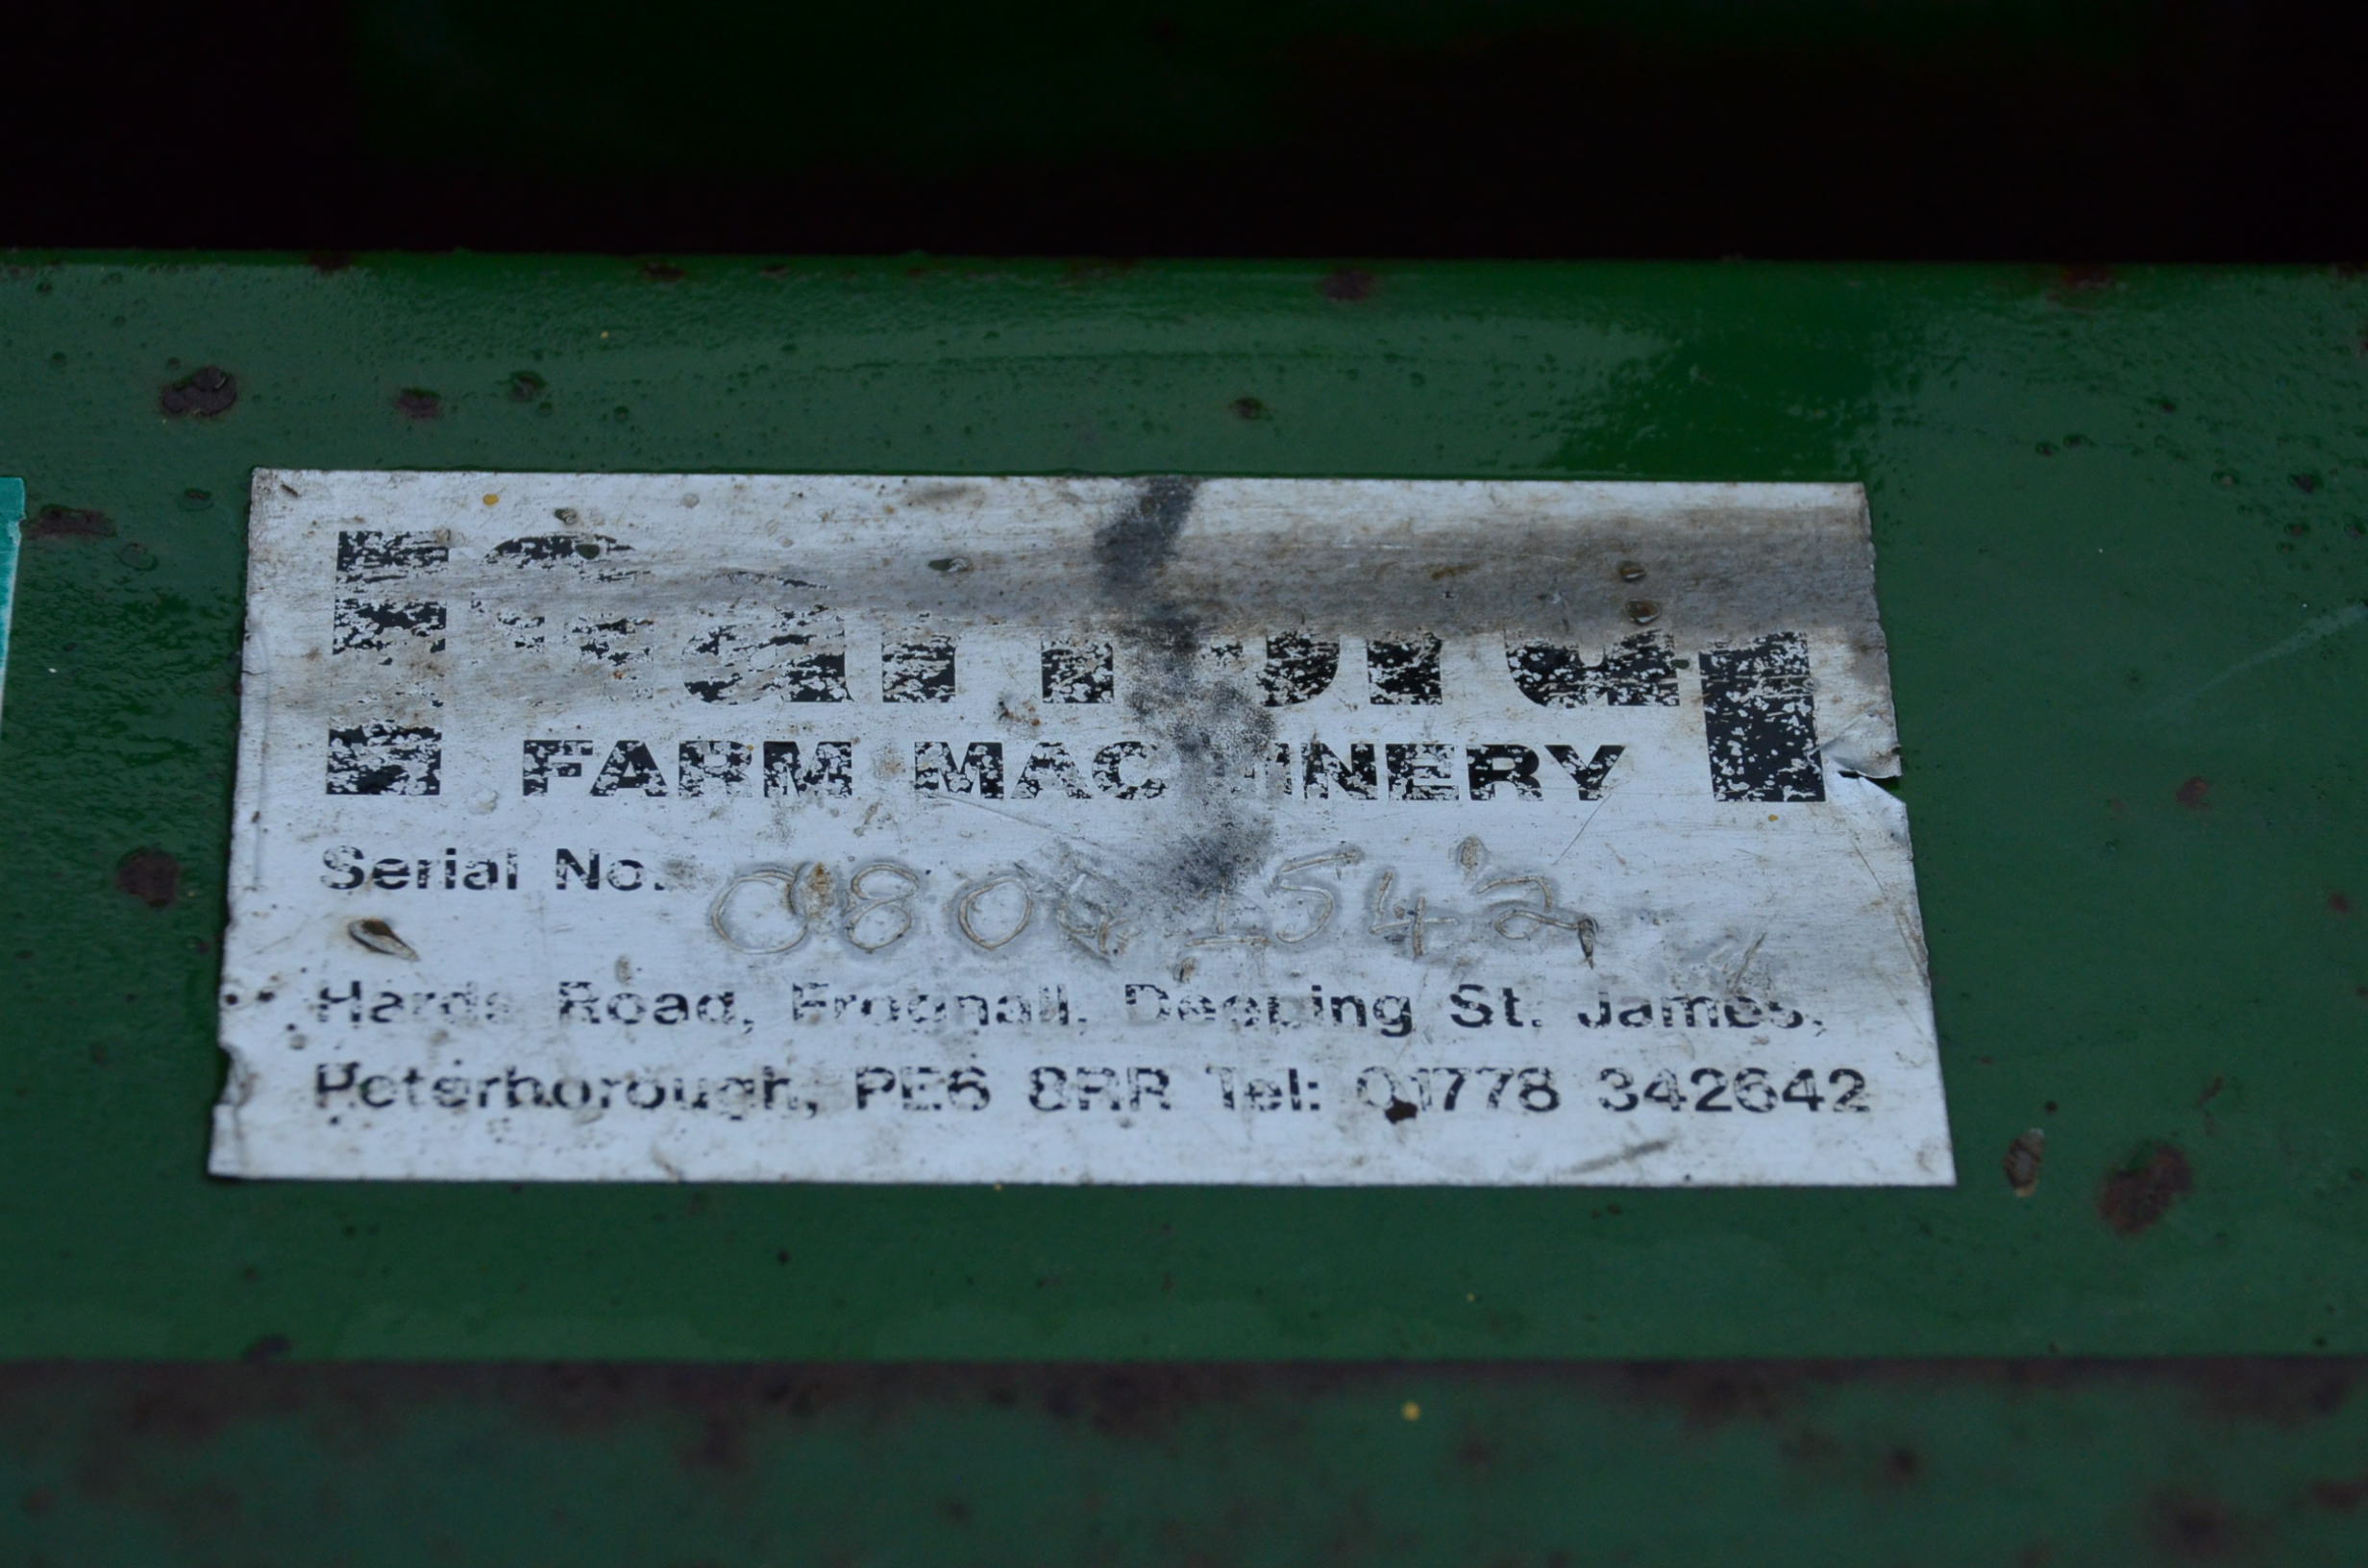 FARM MACHINERY
Serial No.
Hards Road, Frognall, Deeping St. James,
Peterborough, PE6 8RR Tel: 01778 342642